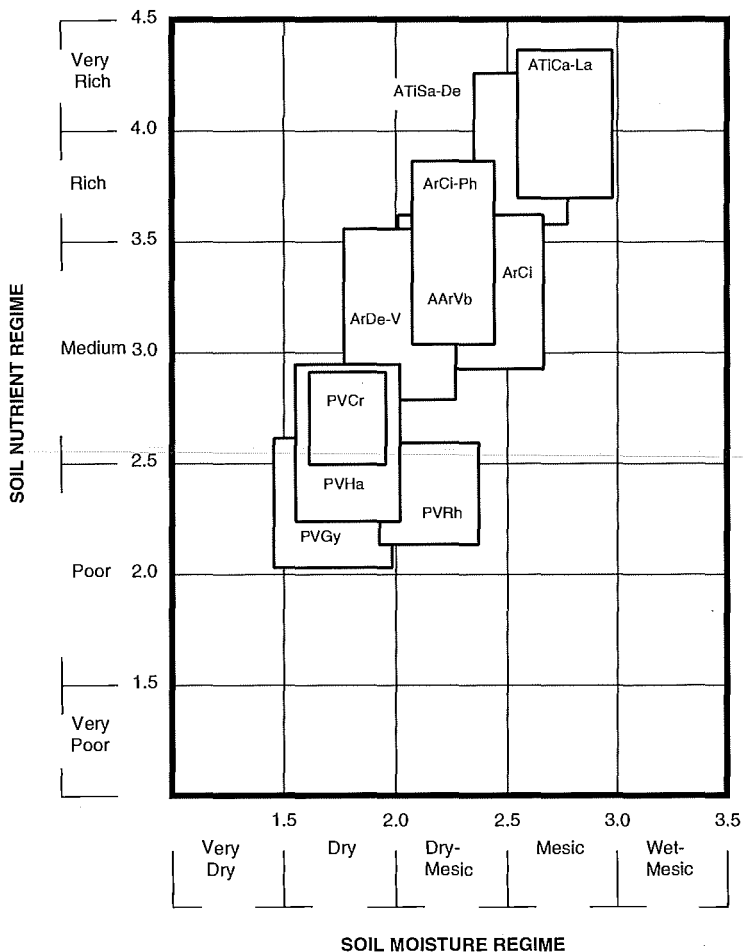 4.5
Very
Rich
ATiCa-La
ATiSa-De
4.0
Rich
ArCi-Ph
3.5
ArCi
AArVb
ArDe-V
Medium 3.0
PVCr
2.5
PVHa
PVRh
PVGy
Poor 2.0
1.5
Very
Poor
SOIL NUTRIENT REGIME
1.5 2.0 2.5 3.0 3.5
Very
Dry
Dry
Dry-
Mesic
Mesic
Wet-
Mesic
SOIL MOISTURE REGIME